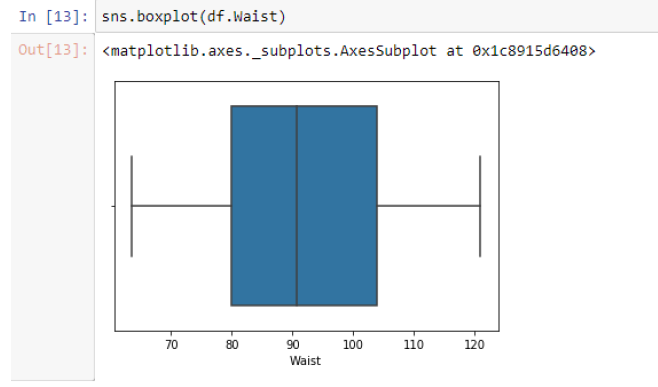 In [13]: sns.boxplot(df.Waist)
Out[13]: <matplotlib.axes._subplots.AxesSubplot at 0x1c8915d6408>
70 80 90 100 110 120
Waist